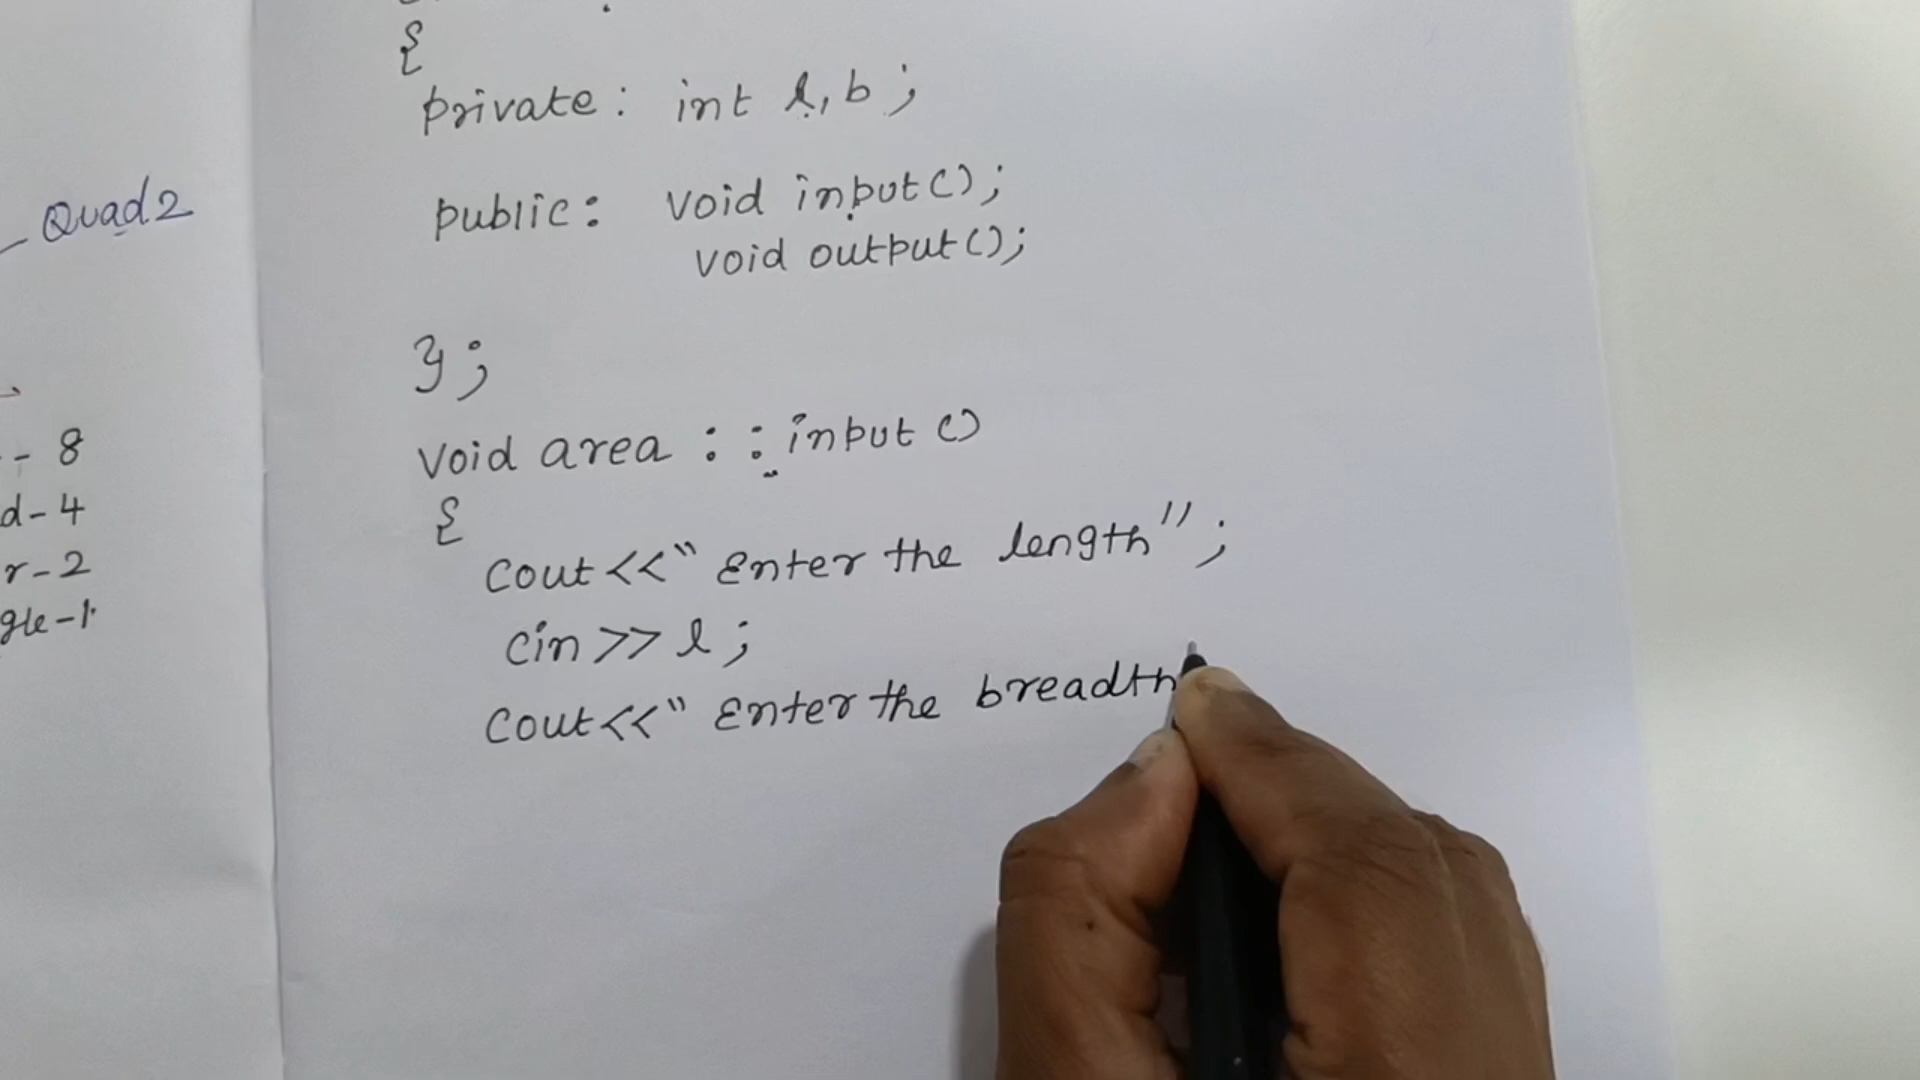 Quad2
- 8
d - 4
r - 2
gle - 1
{
private: int l, b;
public: void input();
void output();
};
void area :: input()
{
cout<<"Enter the length";
cin>>l;
cout<<"Enter the breadth